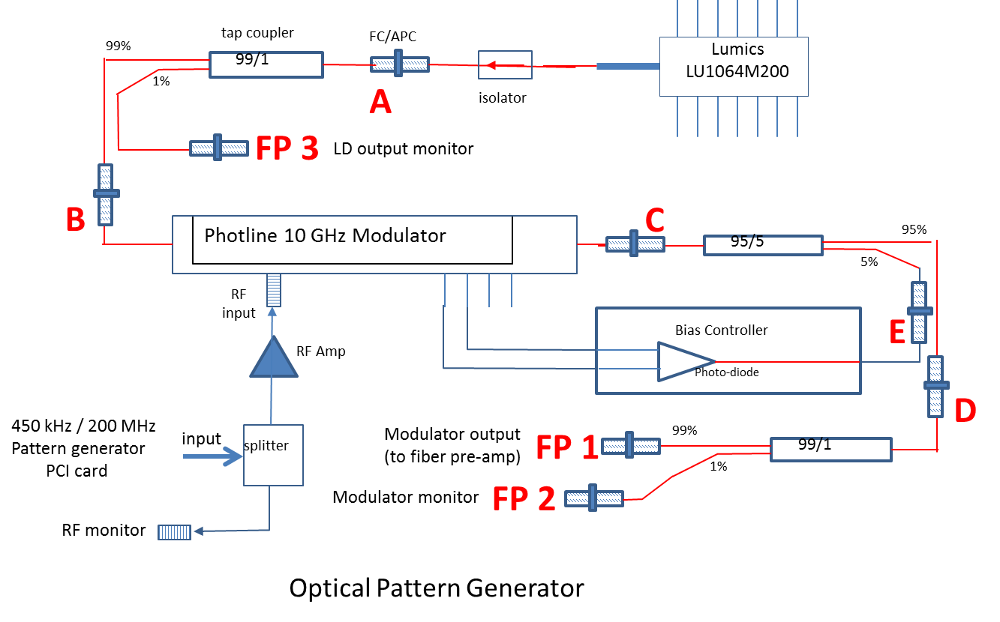 tap coupler
FC/APC
Lumics
LU1064M200
99%
99/1
1%
A
isolator
FP 3
LD output monitor
B
C
Photline 10 GHz Modulator
95/5
95%
5%
RF
input
Bias Controller
E
RF Amp
Photo-diode
D
450 kHz / 200 MHz
Pattern generator
PCI card
input
splitter
Modulator output
(to fiber pre-amp)
FP 1
99%
99/1
1%
Modulator monitor
FP 2
RF monitor
Optical Pattern Generator